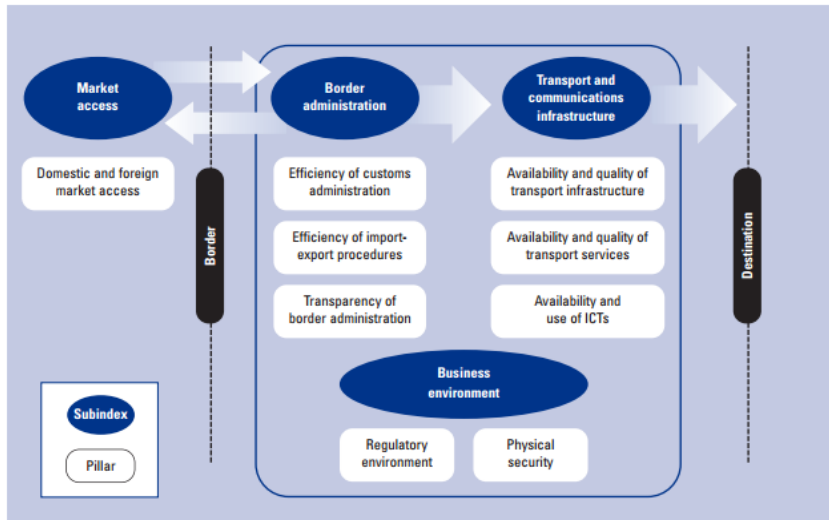 Market
access
Border
administration
Transport and
communications
infrastructure
Domestic and foreign
market access
Efficiency of customs
administration
Availability and quality of
transport infrastructure
Border
Efficiency of import-
export procedures
Availability and quality of
transport services
Destination
Transparency of
border administration
Availability and
use of ICTs
Business
environment
Subindex
Pillar
Regulatory
environment
Physical
security